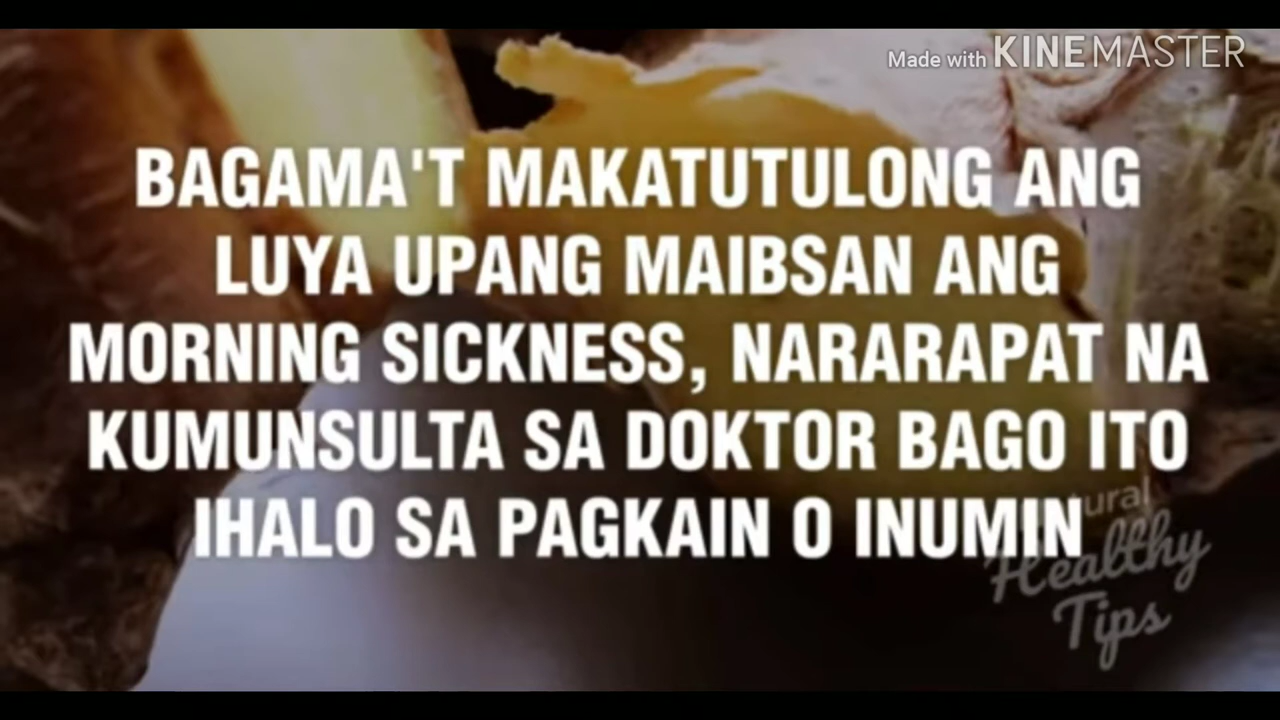 Made with KINEMASTER
BAGAMA'T MAKATUTULONG ANG
LUYA UPANG MAIBSAN ANG
MORNING SICKNESS, NARARAPAT NA
KUMUNSULTA SA DOKTOR BAGO ITO
IHALO SA PAGKAIN O INUMIN
Healthy
Tips